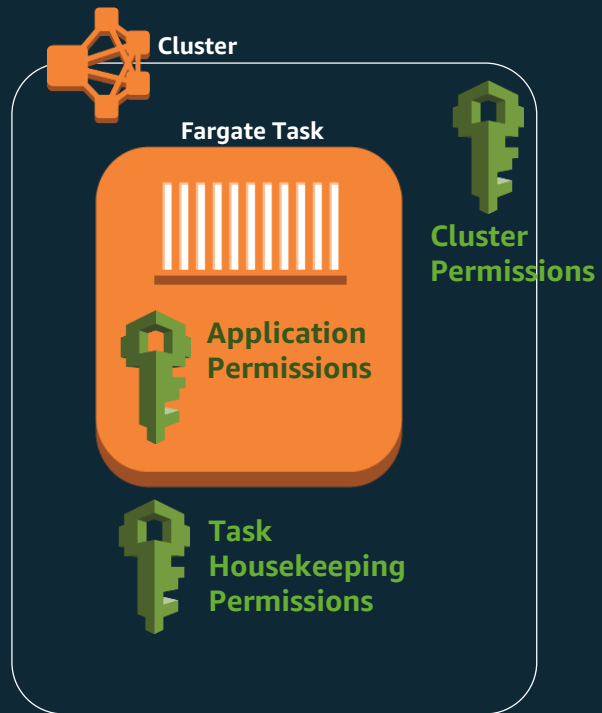 Cluster
Fargate Task
Cluster
Permissions
Application
Permissions
Task
Housekeeping
Permissions